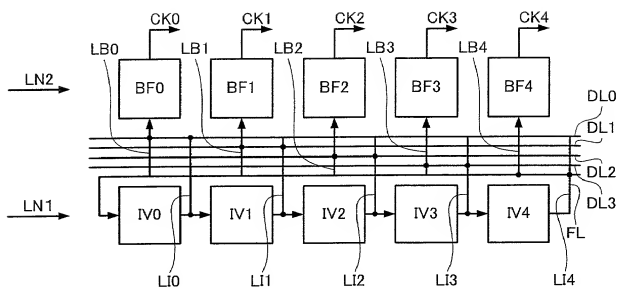 CK0 CK1 CK2 CK3 CK4
LB0 LB1 LB2 LB3 LB4
LN2 BF0 BF1 BF2 BF3 BF4
DL0
DL1
DL2
DL3
LN1 IV0 IV1 IV2 IV3 IV4
FL
LI0 LI1 LI2 LI3 LI4